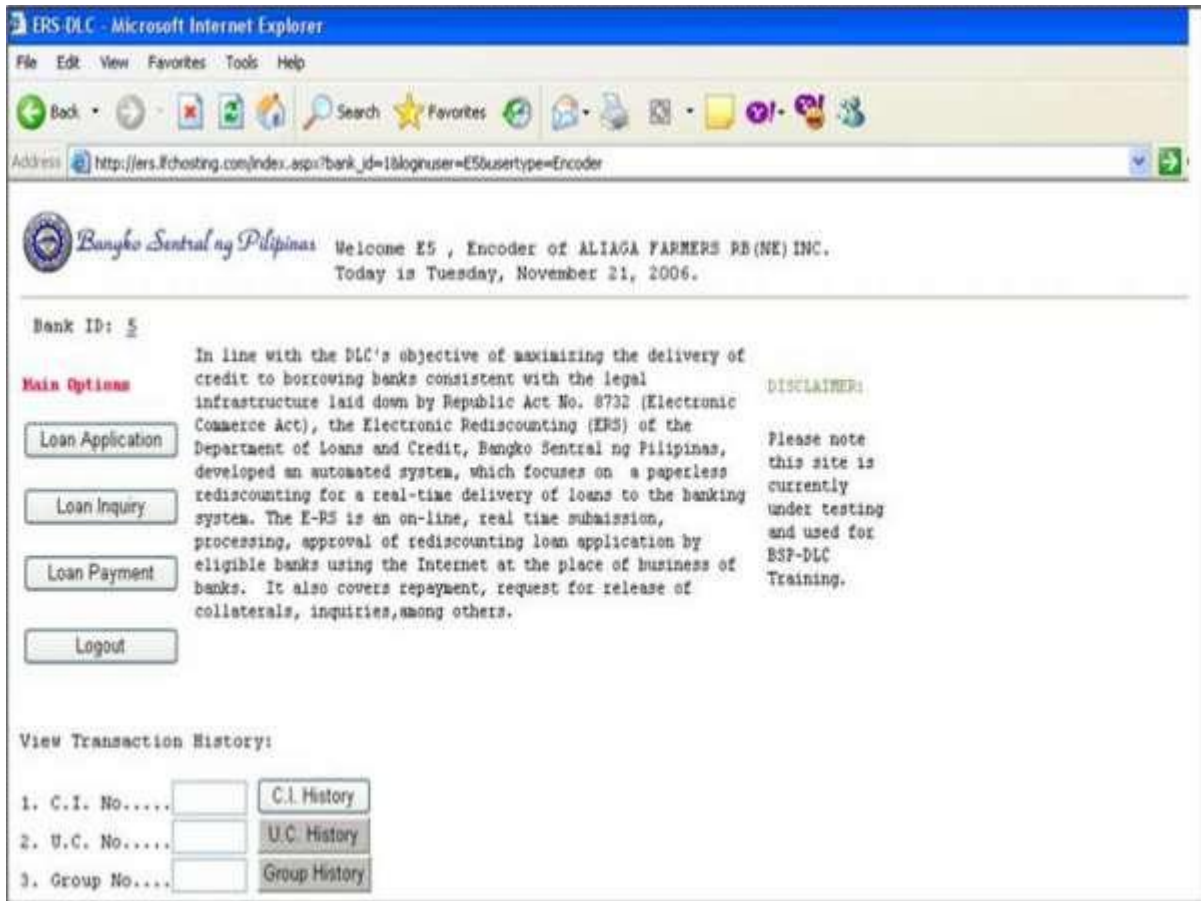 ERS-DLC - Microsoft Internet Explorer
File Edit View Favorites Tools Help
Back Search Favorites
Address http://ers.lfchosting.com/index.aspx?bank_id=1&loginuser=E5&usertype=Encoder
Bangko Sentral ng Pilipinas
Welcome E5 , Encoder of ALIAGA FARMERS RB(NE)INC.
Today is Tuesday, November 21, 2006.
Bank ID: 5
Main Options
Loan Application
Loan Inquiry
Loan Payment
Logout
In line with the DLC's objective of maximizing the delivery of
credit to borrowing banks consistent with the legal
infrastructure laid down by Republic Act No. 8732 (Electronic
Commerce Act), the Electronic Rediscounting (ERS) of the
Department of Loans and Credit, Bangko Sentral ng Pilipinas,
developed an automated system, which focuses on a paperless
rediscounting for a real-time delivery of loans to the banking
system. The E-RS is an on-line, real time submission,
processing, approval of rediscounting loan application by
eligible banks using the Internet at the place of business of
banks. It also covers repayment, request for release of
collaterals, inquiries,among others.
DISCLAIMER:
Please note
this site is
currently
under testing
and used for
BSP-DLC
Training.
View Transaction History:
1. C.I. No..... C.I. History
2. U.C. No..... U.C. History
3. Group No.... Group History